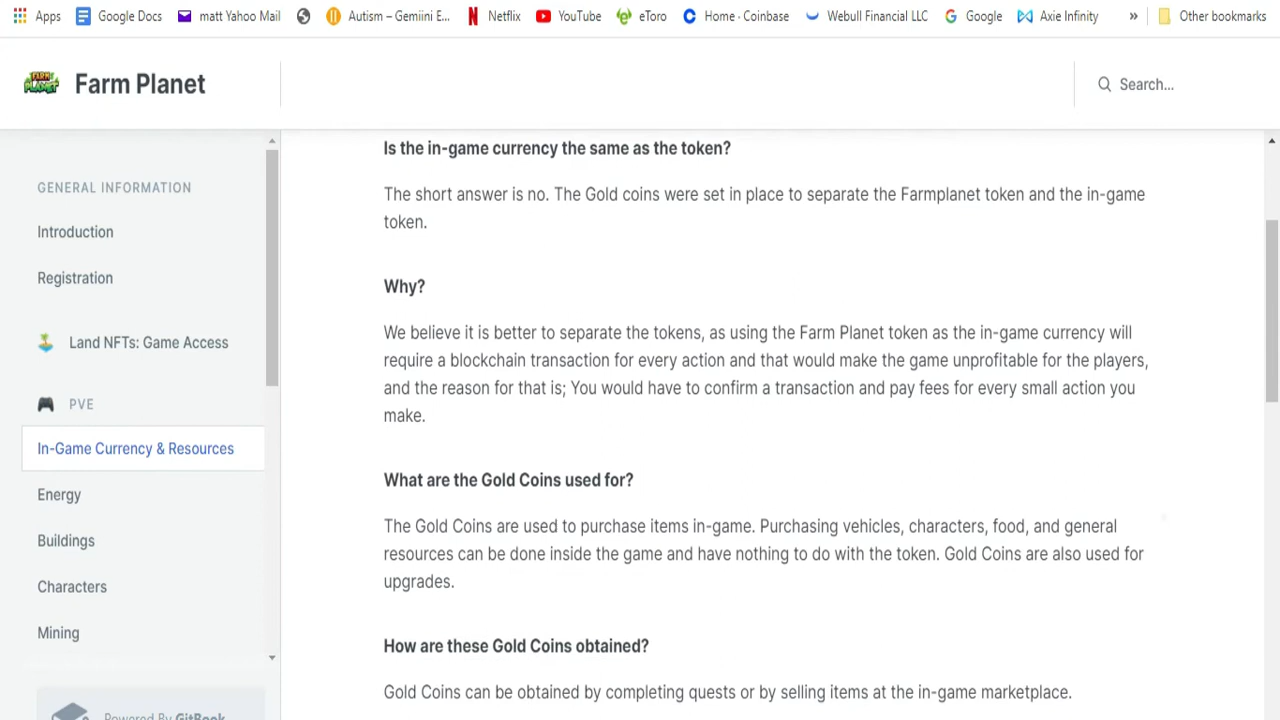 Apps Google Docs matt Yahoo Mail Autism – Gemiini E... Netflix YouTube eToro Home · Coinbase Webull Financial LLC Google Axie Infinity » Other bookmarks
FARM PLANET Farm Planet
Search...
GENERAL INFORMATION
Introduction
Registration
Land NFTs: Game Access
PVE
In-Game Currency & Resources
Energy
Buildings
Characters
Mining
Powered By GitBook
Is the in-game currency the same as the token?
The short answer is no. The Gold coins were set in place to separate the Farmplanet token and the in-game
token.
Why?
We believe it is better to separate the tokens, as using the Farm Planet token as the in-game currency will
require a blockchain transaction for every action and that would make the game unprofitable for the players,
and the reason for that is; You would have to confirm a transaction and pay fees for every small action you
make.
What are the Gold Coins used for?
The Gold Coins are used to purchase items in-game. Purchasing vehicles, characters, food, and general
resources can be done inside the game and have nothing to do with the token. Gold Coins are also used for
upgrades.
How are these Gold Coins obtained?
Gold Coins can be obtained by completing quests or by selling items at the in-game marketplace.